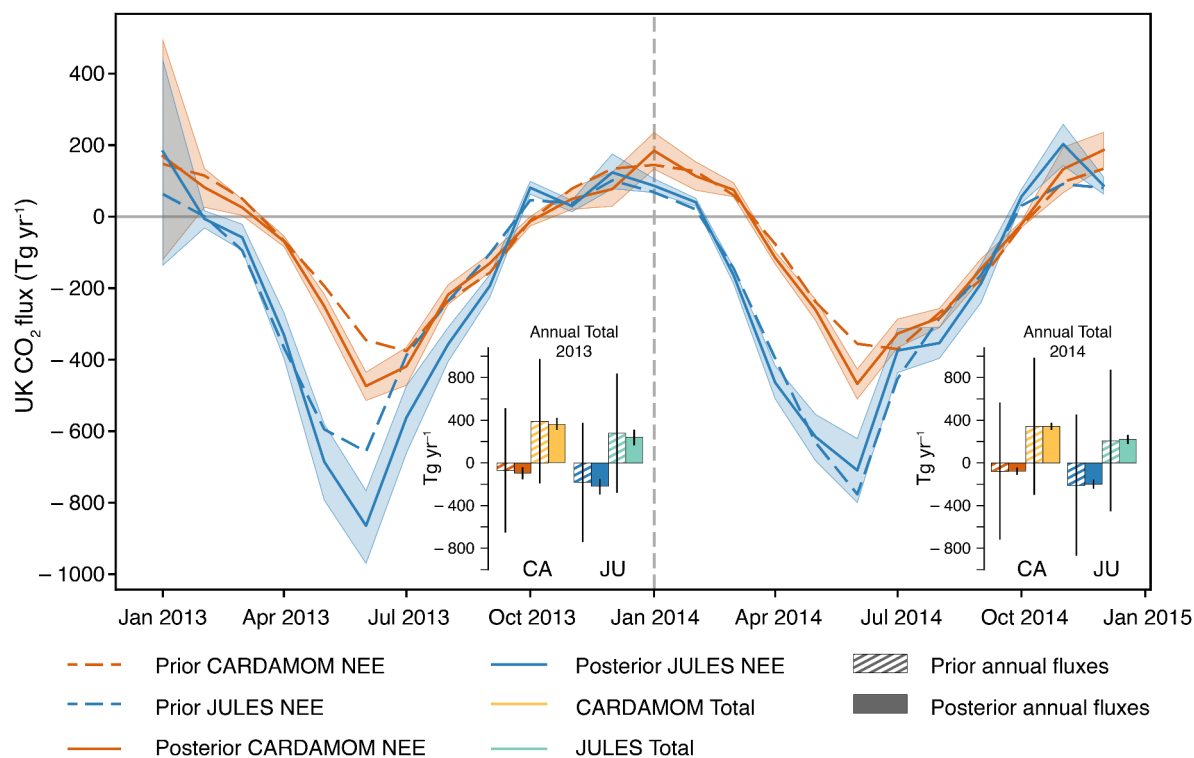 UK CO₂ flux (Tg yr⁻¹)
400
200
0
− 200
− 400
− 600
− 800
− 1000
Annual Total
2013
Tg yr⁻¹
800
400
0
− 400
− 800
CA JU
Annual Total
2014
Tg yr⁻¹
800
400
0
− 400
− 800
CA JU
Jan 2013 Apr 2013 Jul 2013 Oct 2013 Jan 2014 Apr 2014 Jul 2014 Oct 2014 Jan 2015
Prior CARDAMOM NEE Posterior JULES NEE Prior annual fluxes
Prior JULES NEE CARDAMOM Total Posterior annual fluxes
Posterior CARDAMOM NEE JULES Total